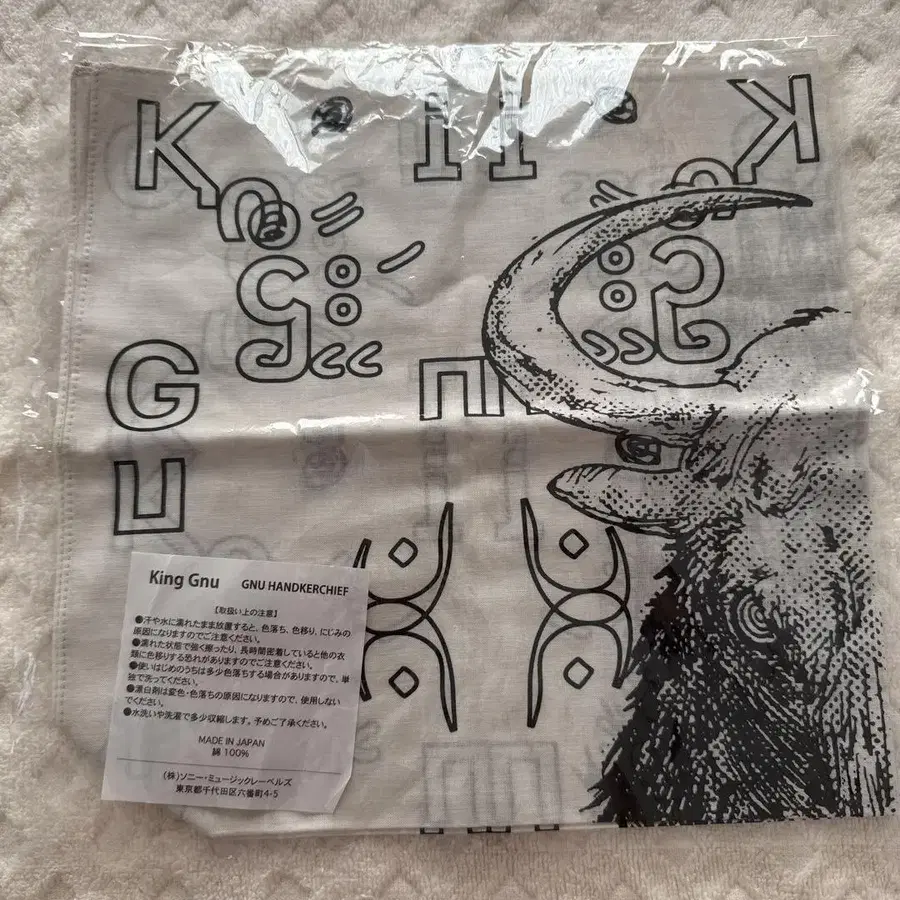 K
K
G
King Gnu GNU HANDKERCHIEF
【取扱い上の注意】
●汗や水に濡れたまま放置すると、色落ち、色移り、にじみの
原因になりますのでご注意ください。
●濡れた状態で強く擦ったり、長時間密着していると他の衣
類に色移りする恐れがありますのでご注意ください。
●使いはじめのうちは多少色落ちする場合がありますので、単
独で洗ってください。
●漂白剤は変色・色落ちの原因になりますので、使用しない
でください。
●水洗いや洗濯で多少収縮します。予めご了承ください。
MADE IN JAPAN
綿 100%
(株)ソニー・ミュージックレーベルズ
東京都千代田区六番町4-5